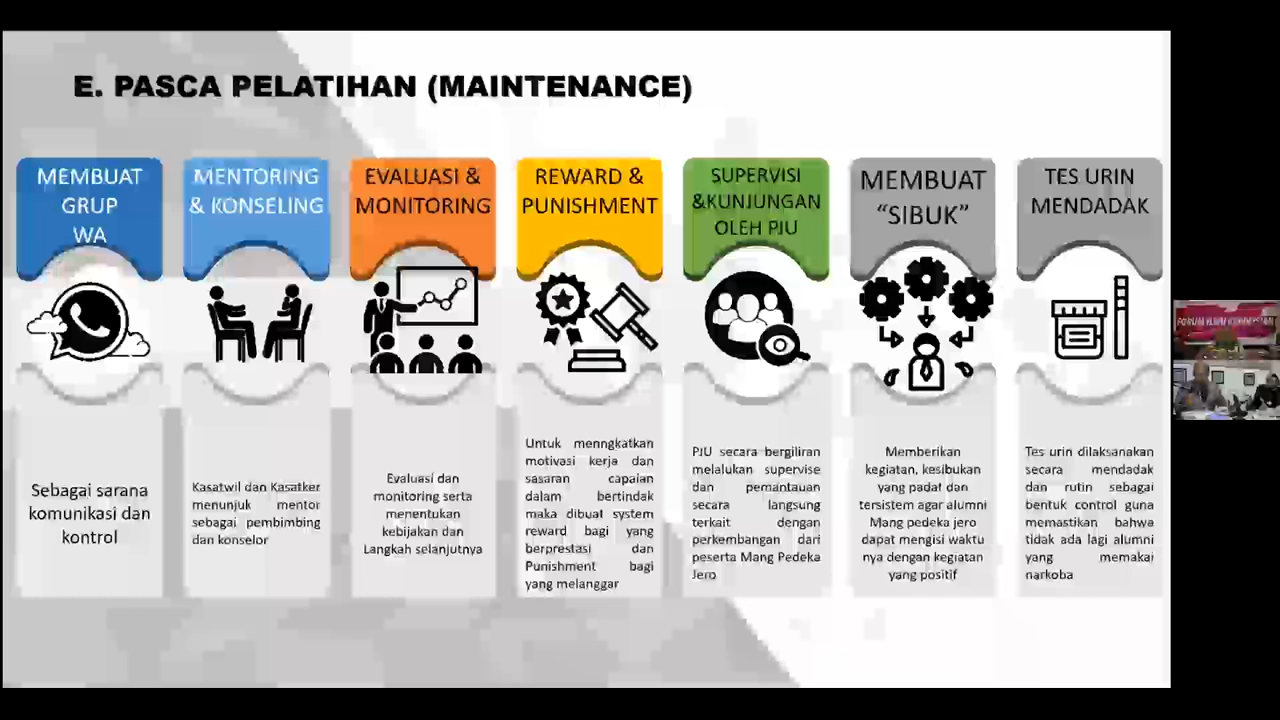 E. PASCA PELATIHAN (MAINTENANCE)
MEMBUAT
GRUP
WA
Sebagai sarana
komunikasi dan
kontrol
MENTORING
& KONSELING
Kasatwil dan Kasatker
menunjuk mentor
sebagai pembimbing
dan konselor
EVALUASI &
MONITORING
Evaluasi dan
monitoring serta
menentukan
kebijakan dan
Langkah selanjutnya
REWARD &
PUNISHMENT
Untuk menngkatkan
motivasi kerja dan
sasaran capaian
dalam bertindak
maka dibuat system
reward bagi yang
berprestasi dan
Punishment bagi
yang melanggar
SUPERVISI
&KUNJUNGAN
OLEH PIU
PIU secara bergiliran
melalukan supervise
dan pemantauan
secara langsung
terkait dengan
perkembangan dari
peserta Mang Pedeka
Jero
MEMBUAT
“SIBUK”
Memberikan
kegiatan, kesibukan
yang padat dan
tersistem agar alumni
Mang pedeka jero
dapat mengisi waktu
nya dengan kegiatan
yang positif
TES URIN
MENDADAK
Tes urin dilaksanakan
secara mendadak
dan rutin sebagai
bentuk control guna
memastikan bahwa
tidak ada lagi alumni
yang memakai
narkoba
FORUM